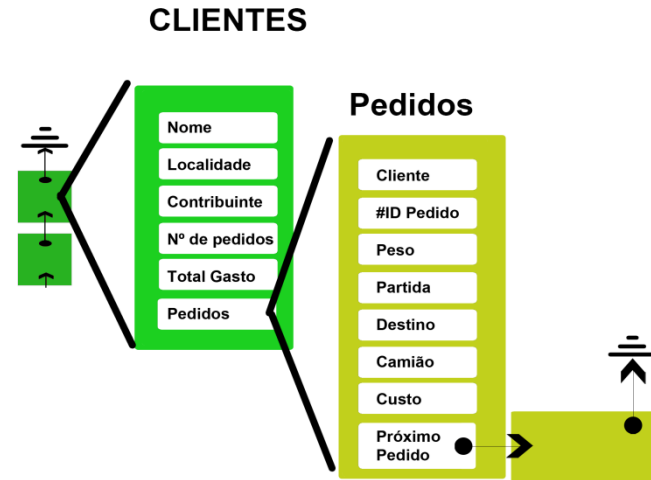 CLIENTES
Nome
Localidade
Contribuinte
Nº de pedidos
Total Gasto
Pedidos
Pedidos
Cliente
#ID Pedido
Peso
Partida
Destino
Camião
Custo
Próximo
Pedido